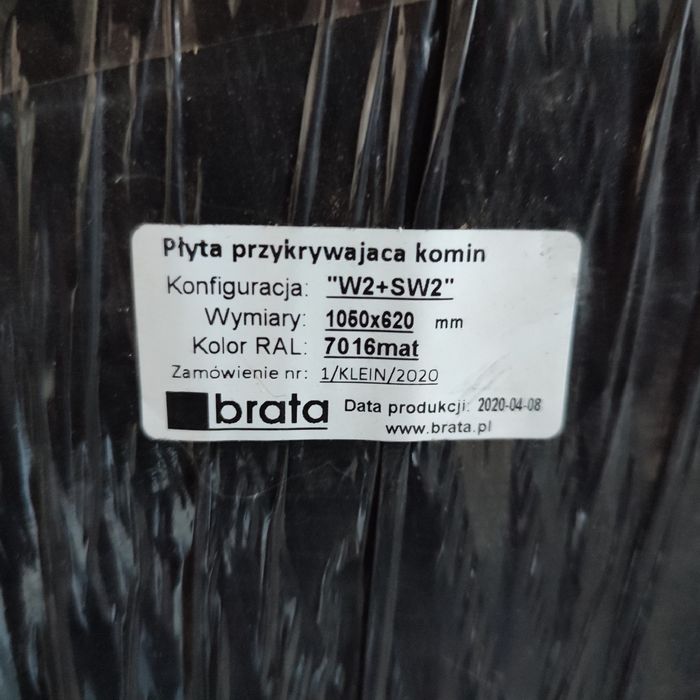 Płyta przykrywajaca komin
Konfiguracja: "W2+SW2"
Wymiary: 1050x620 mm
Kolor RAL: 7016mat
Zamówienie nr: 1/KLEIN/2020
brata Data produkcji: 2020-04-08
www.brata.pl